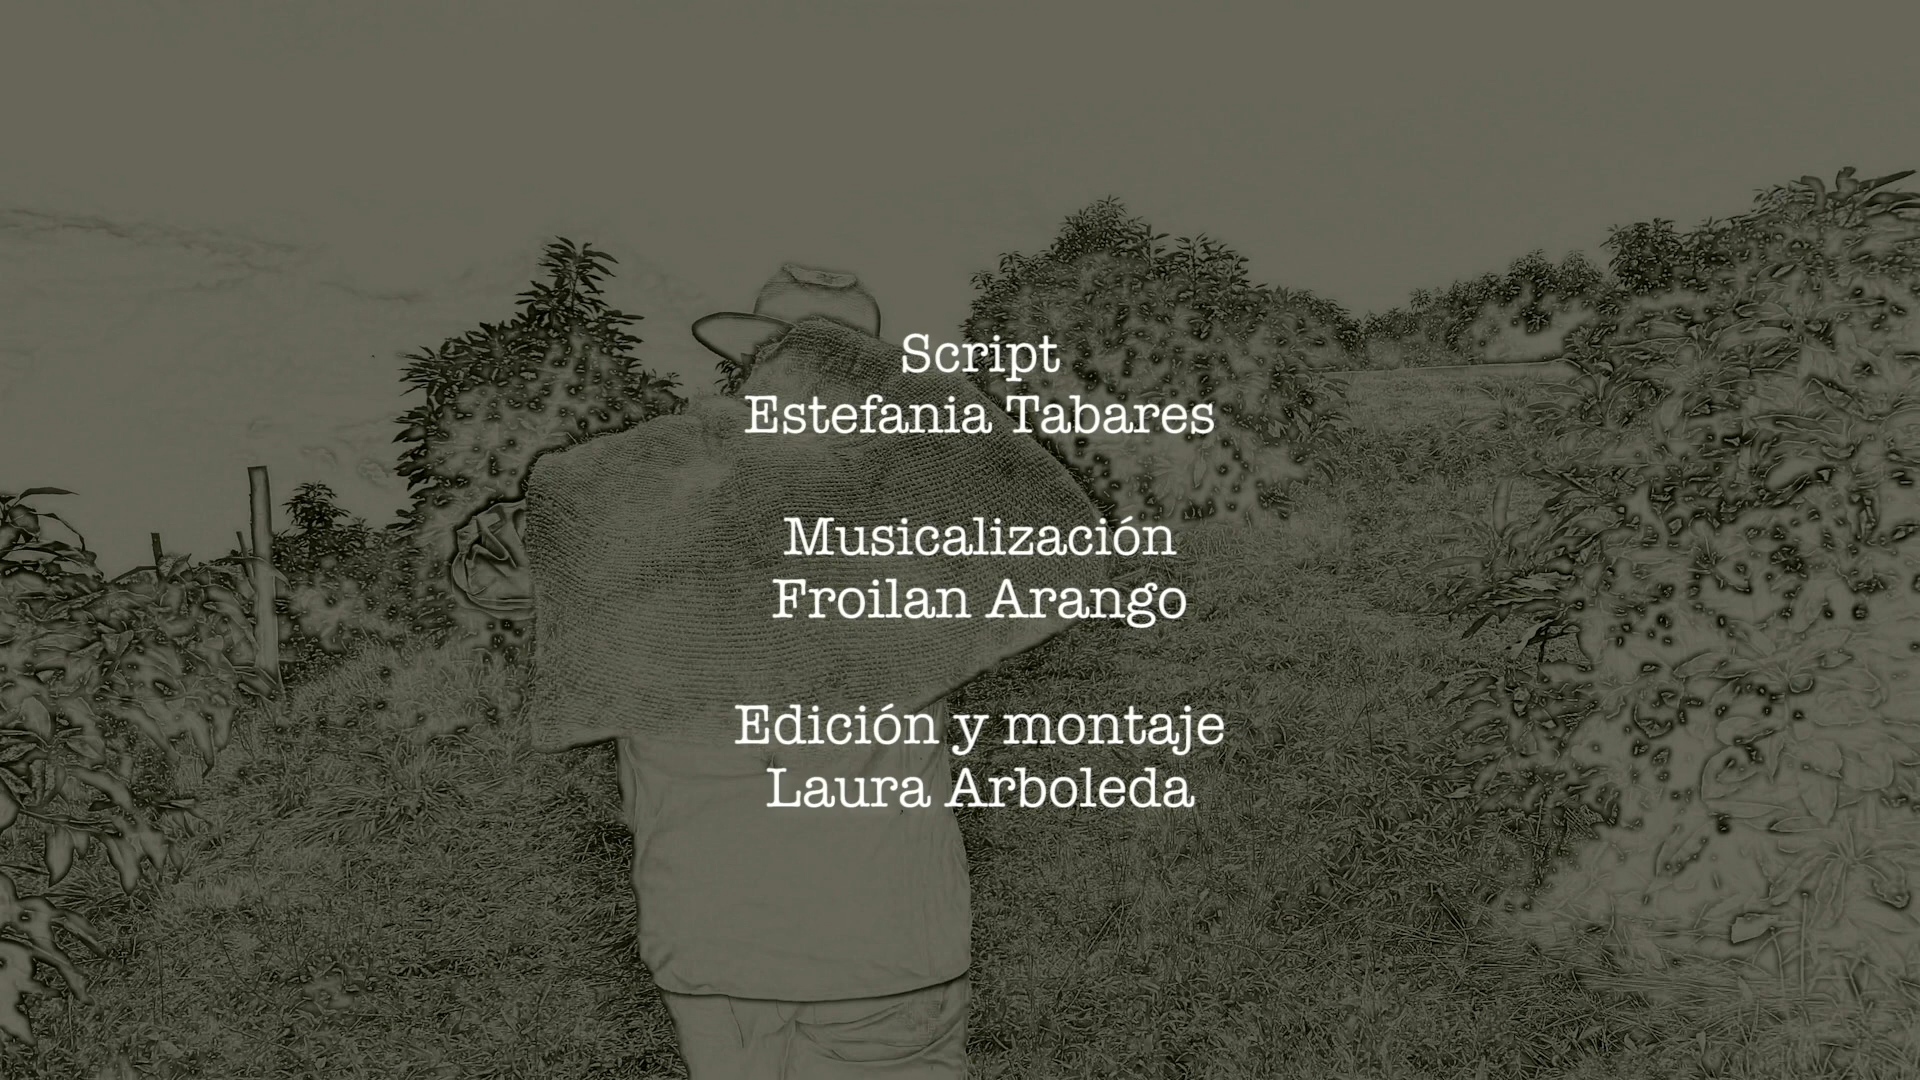 Script
Estefania Tabares
Musicalización
Froilan Arango
Edición y montaje
Laura Arboleda